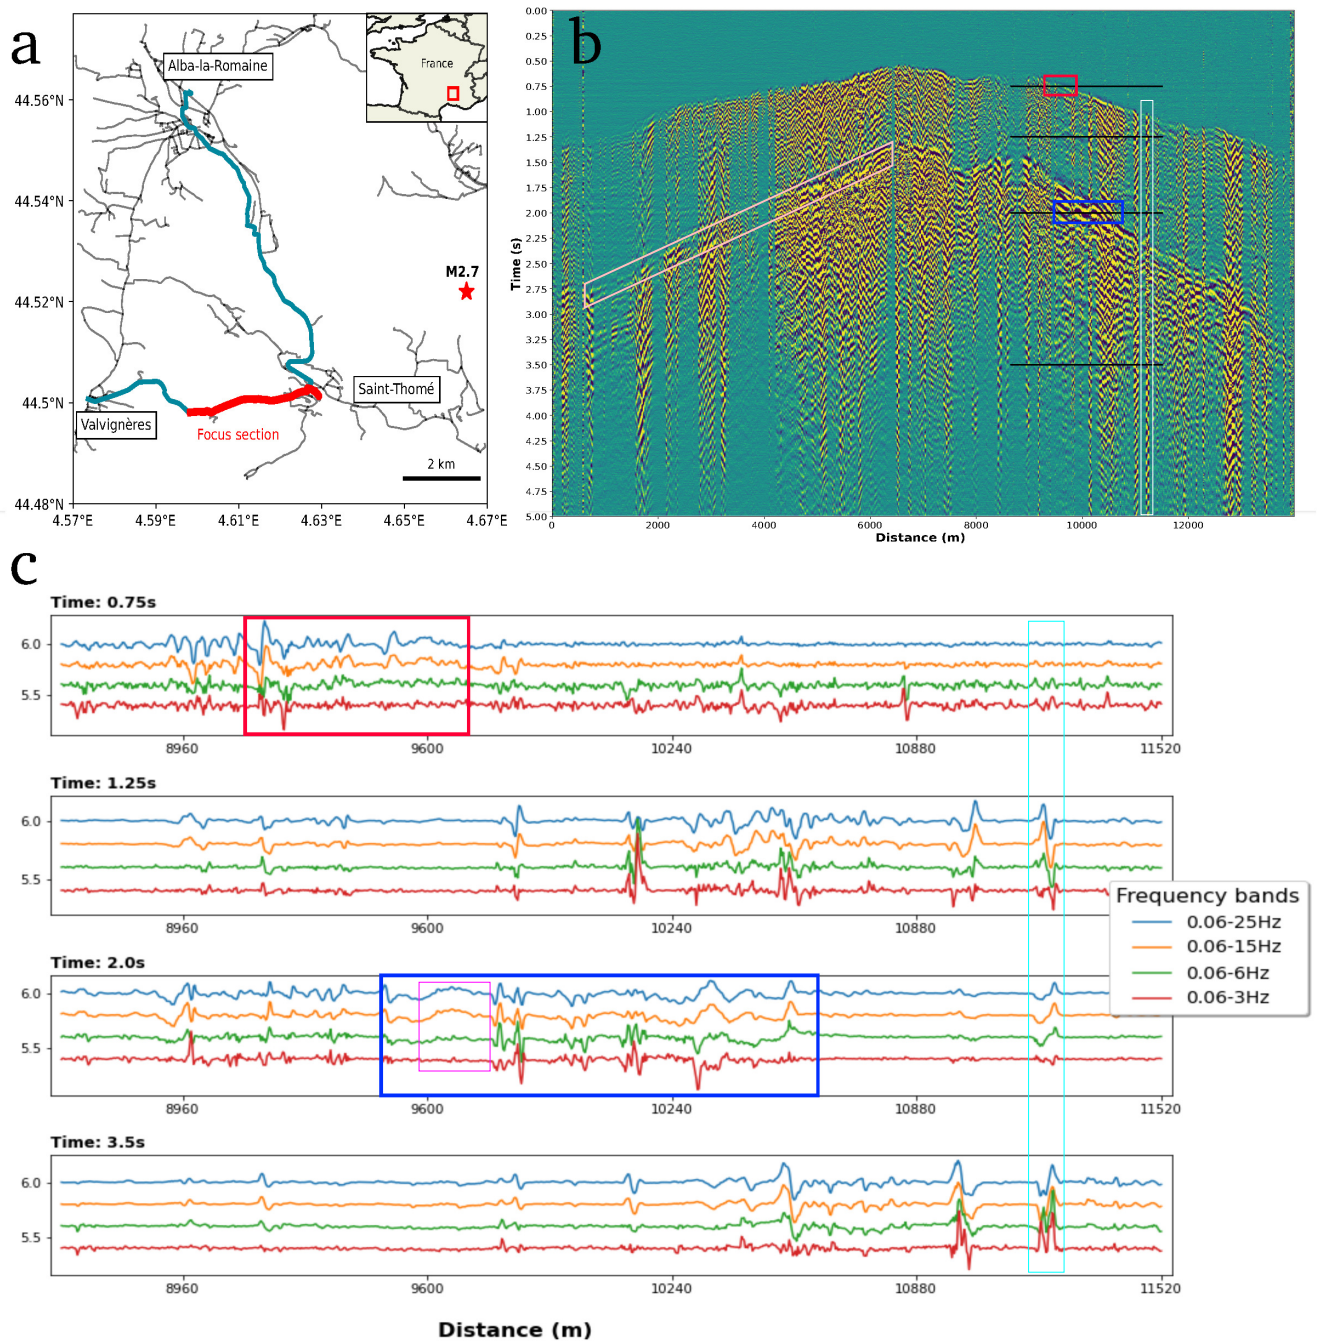 a
Alba-la-Romaine
France
44.56°N
44.54°N
M2.7
44.52°N
Saint-Thomé
44.5°N
Valvignères
Focus section
2 km
44.48°N
4.57°E 4.59°E 4.61°E 4.63°E 4.65°E 4.67°E
b
0.00
0.25
0.50
0.75
1.00
1.25
1.50
1.75
2.00
2.25
2.50
2.75
3.00
3.25
3.50
3.75
4.00
4.25
4.50
4.75
5.00
Time (s)
0 2000 4000 6000 8000 10000 12000
Distance (m)
c
Time: 0.75s
6.0
5.5
8960 9600 10240 10880 11520
Time: 1.25s
6.0
5.5
8960 9600 10240 10880 11520
Frequency bands
0.06-25Hz
0.06-15Hz
0.06-6Hz
0.06-3Hz
Time: 2.0s
6.0
5.5
8960 9600 10240 10880 11520
Time: 3.5s
6.0
5.5
8960 9600 10240 10880 11520
Distance (m)